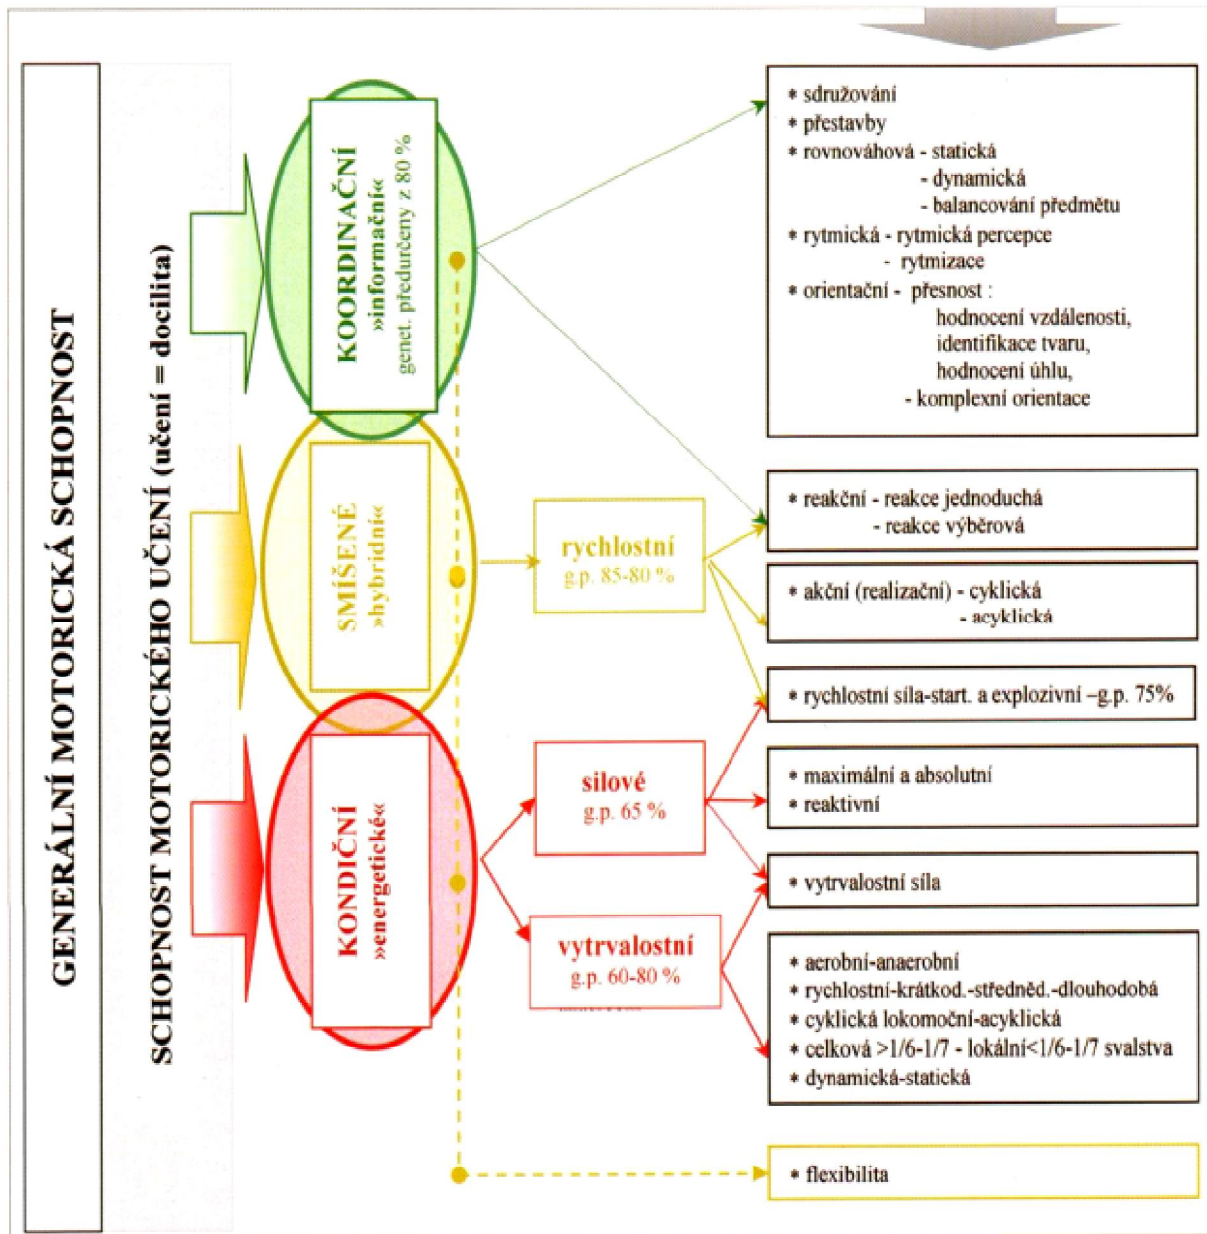 GENERÁLNÍ MOTORICKÁ SCHOPNOST
SCHOPNOST MOTORICKÉHO UČENÍ (učení = docilita)
KOORDINAČNÍ
»informační«
genet. předurčeny z 80 %
SMÍŠENÉ
»hybridní«
KONDIČNÍ
»energetické«
rychlostní
g.p. 85-80 %
silové
g.p. 65 %
vytrvalostní
g.p. 60-80 %
* sdružování
* přestavby
* rovnováhová - statická
- dynamická
- balancování předmětu
* rytmická - rytmická percepce
- rytmizace
* orientační - přesnost :
hodnocení vzdálenosti,
identifikace tvaru,
hodnocení úhlu,
- komplexní orientace
* reakční - reakce jednoduchá
- reakce výběrová
* akční (realizační) - cyklická
- acyklická
* rychlostní síla-start. a explozivní –g.p. 75%
* maximální a absolutní
* reaktivní
* vytrvalostní síla
* aerobní-anaerobní
* rychlostní-krátkod.-středněd.-dlouhodobá
* cyklická lokomoční-acyklická
* celková >1/6-1/7 - lokální<1/6-1/7 svalstva
* dynamická-statická
* flexibilita